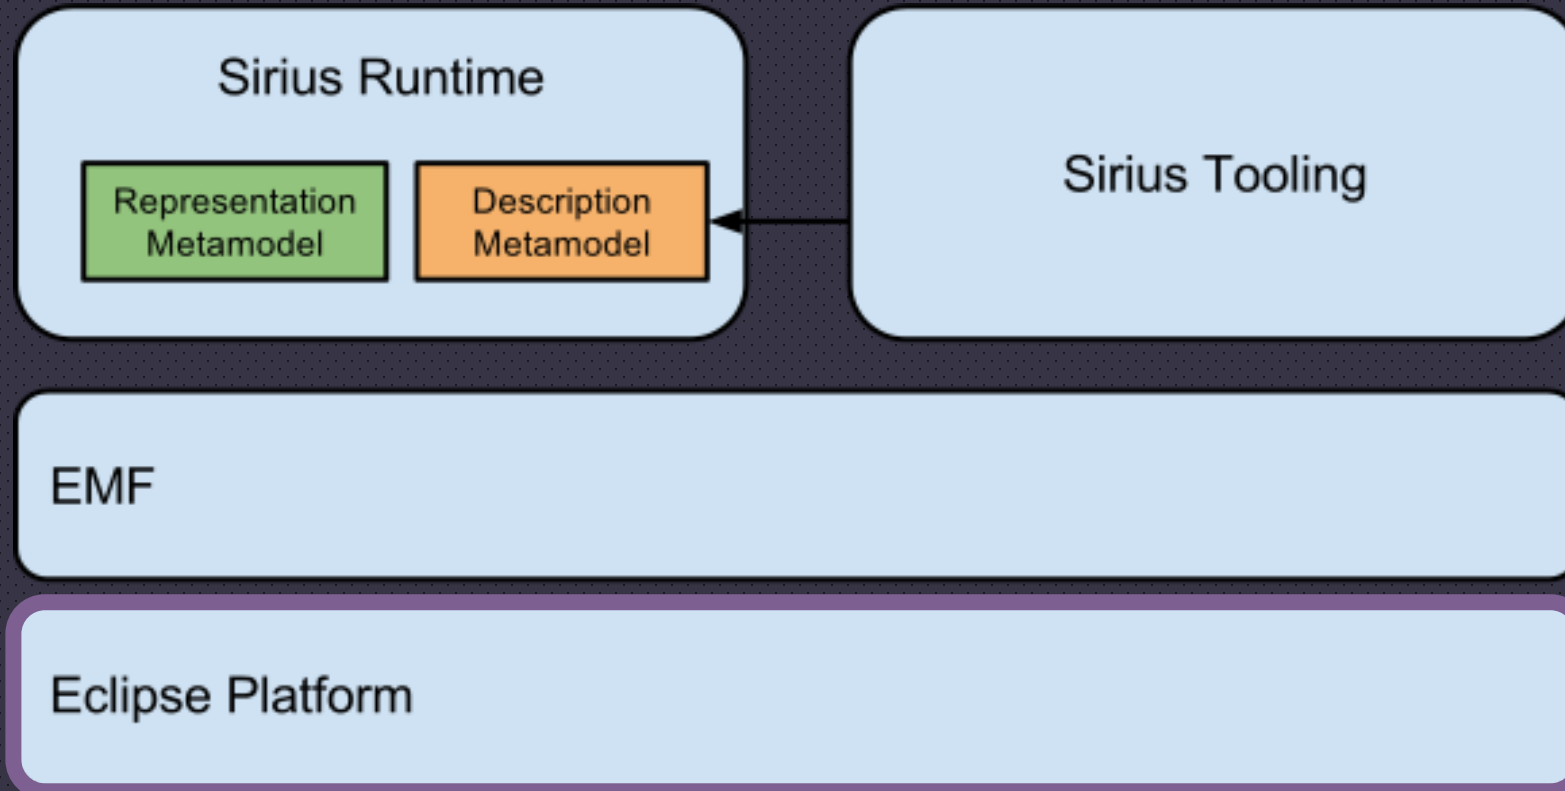 Sirius Runtime
Representation
Metamodel
Description
Metamodel
Sirius Tooling
EMF
Eclipse Platform